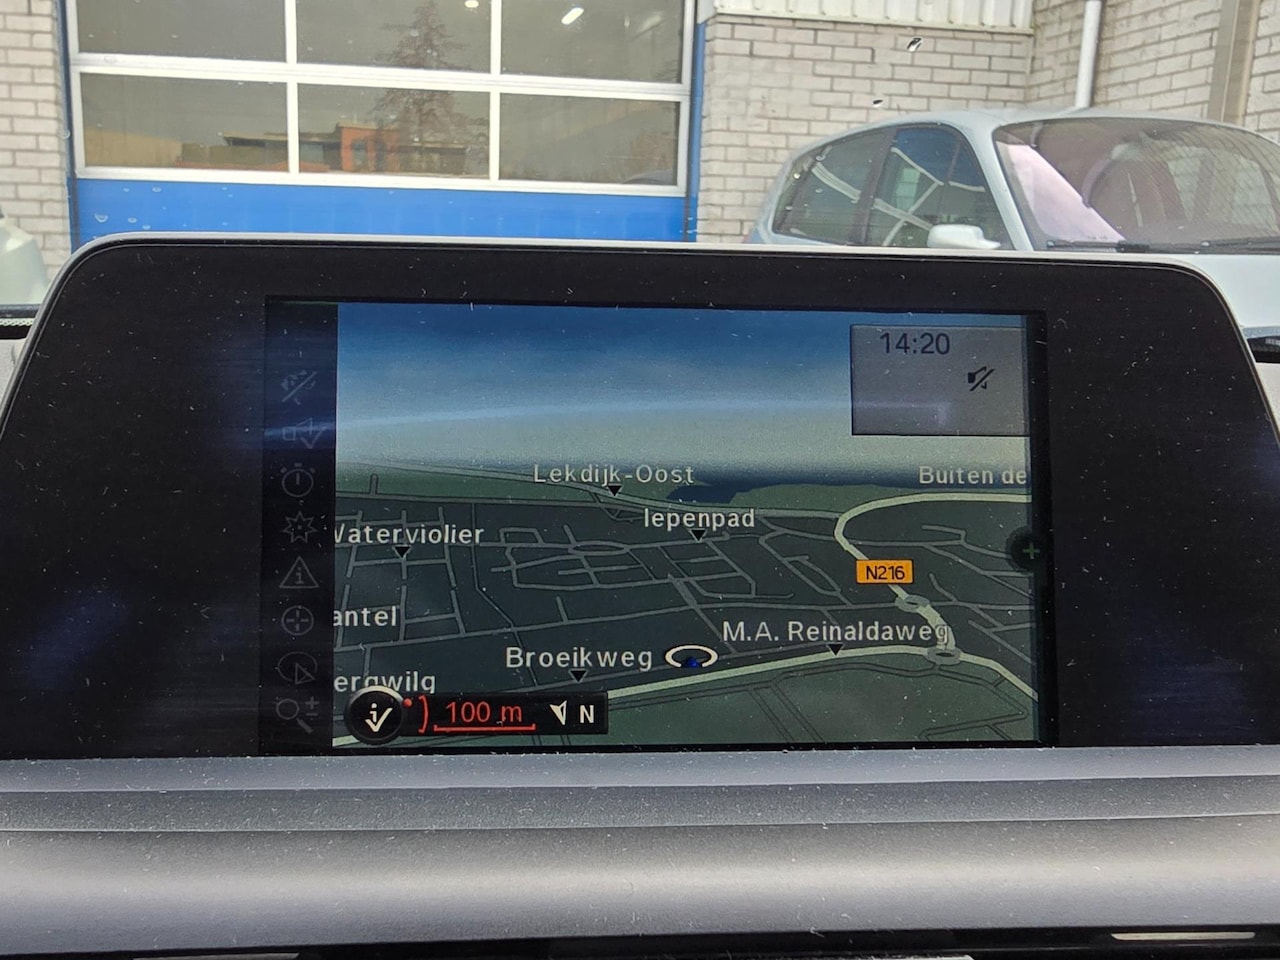 14:20
Lekdijk-Oost
Buiten de
Iepenpad
Waterviolier
N216
antel
M.A. Reinaldaweg
Broeikweg
ergwilg
100 m
N